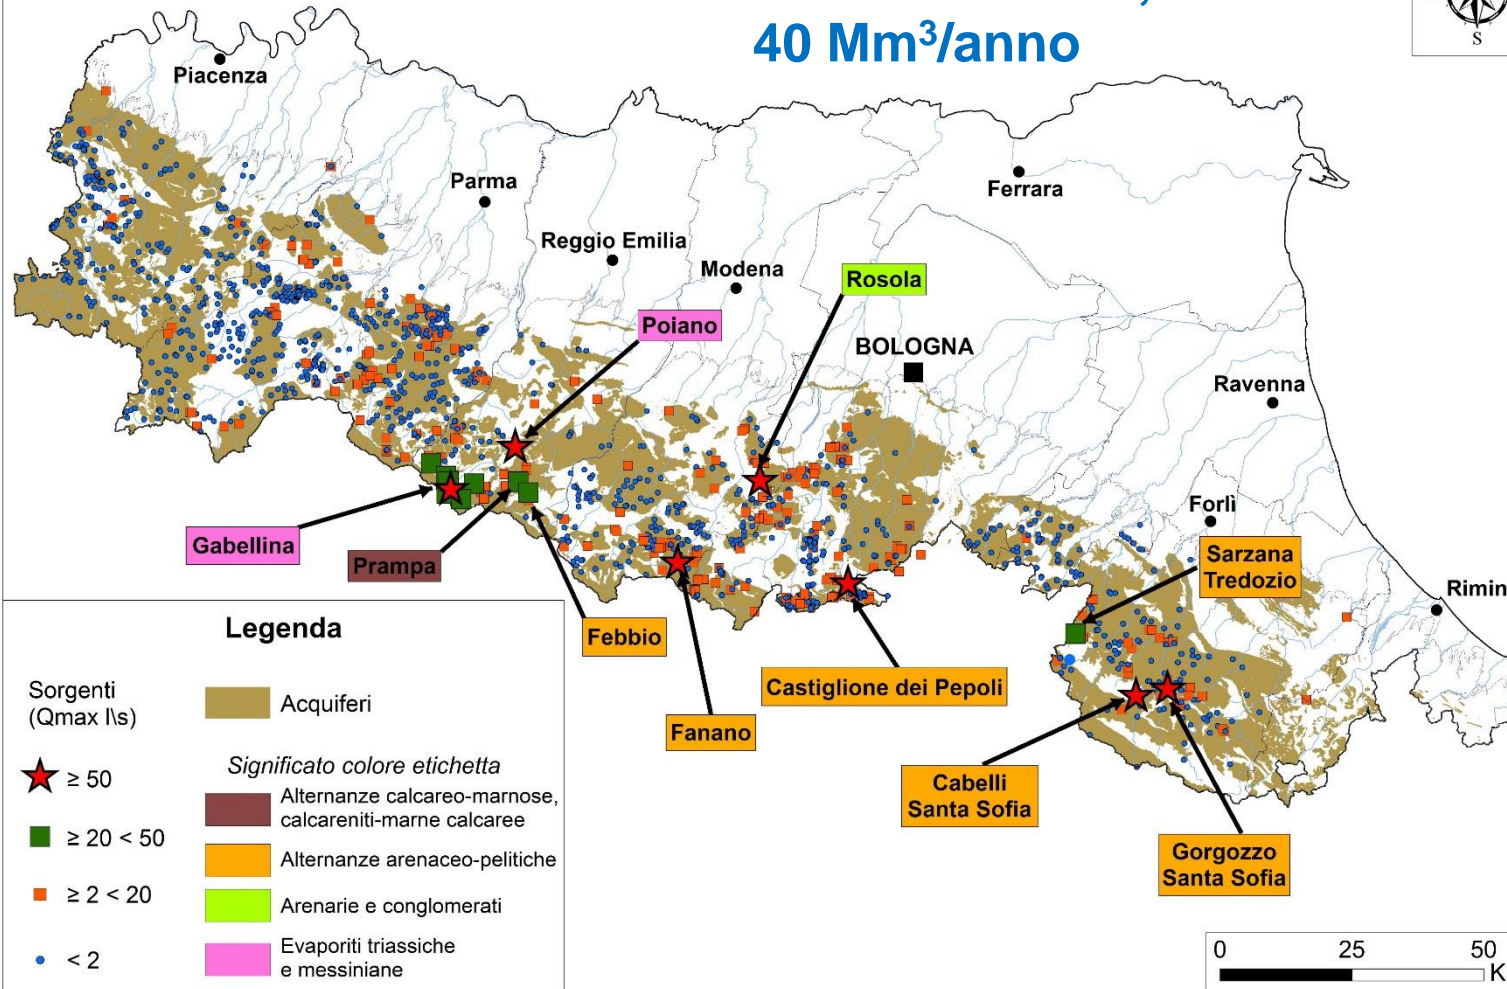 40 Mm³/anno
S
Piacenza
Parma
Ferrara
Reggio Emilia
Modena
Rosola
Poiano
BOLOGNA
Ravenna
Forlì
Gabellina
Prampa
Sarzana
Tredozio
Rimin
Febbio
Castiglione dei Pepoli
Fanano
Cabelli
Santa Sofia
Gorgozzo
Santa Sofia
Legenda
Sorgenti
(Qmax l\s)
≥ 50
≥ 20 < 50
≥ 2 < 20
< 2
Acquiferi
Significato colore etichetta
Alternanze calcareo-marnose,
calcareniti-marne calcaree
Alternanze arenaceo-pelitiche
Arenarie e conglomerati
Evaporiti triassiche
e messiniane
0 25 50
K